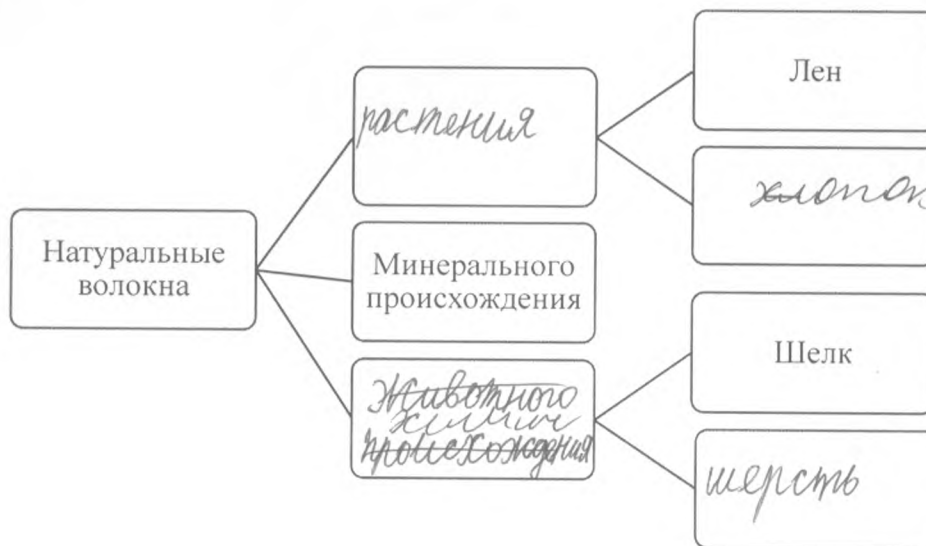 Лен
растения
хлопок
Натуральные
волокна
Минерального
происхождения
Шелк
Животного
происхождения
шерсть